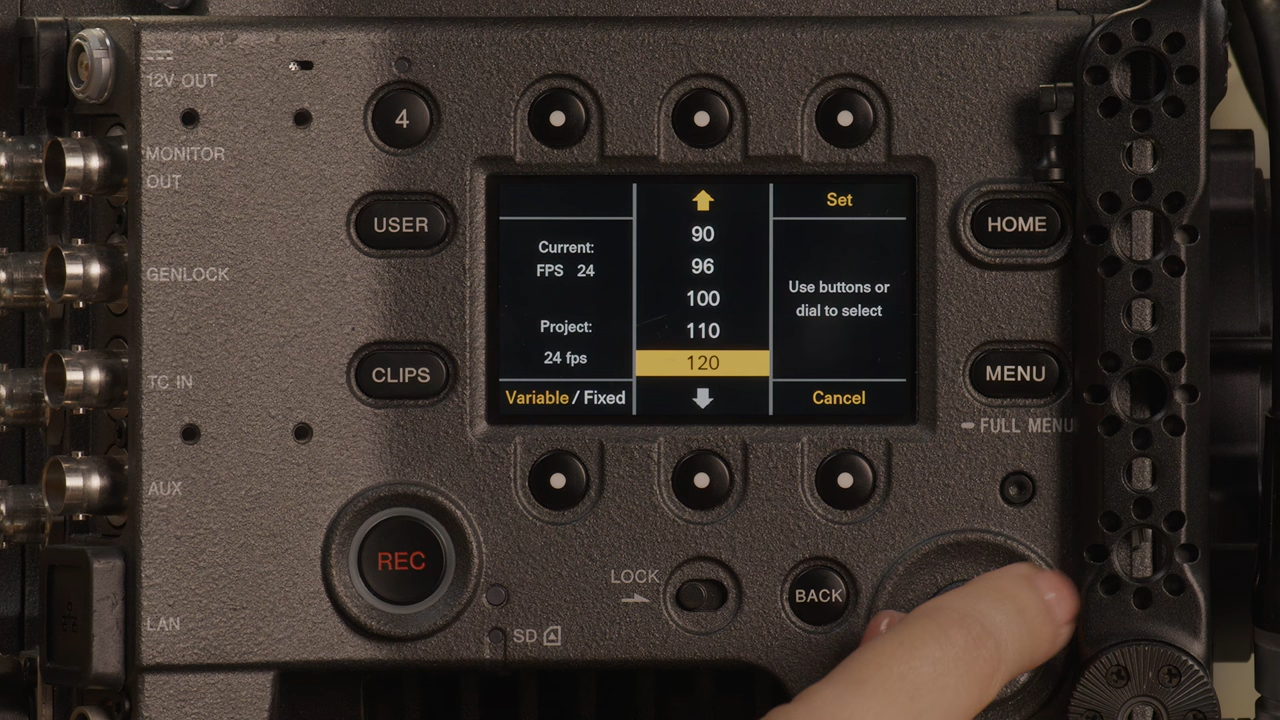 12V OUT
MONITOR
OUT
GENLOCK
TC IN
AUX
LAN
4
USER
CLIPS
REC
Current:
FPS 24
Project:
24 fps
Variable / Fixed
90
96
100
110
120
Set
Use buttons or
dial to select
Cancel
HOME
MENU
FULL MENU
LOCK
BACK
SD